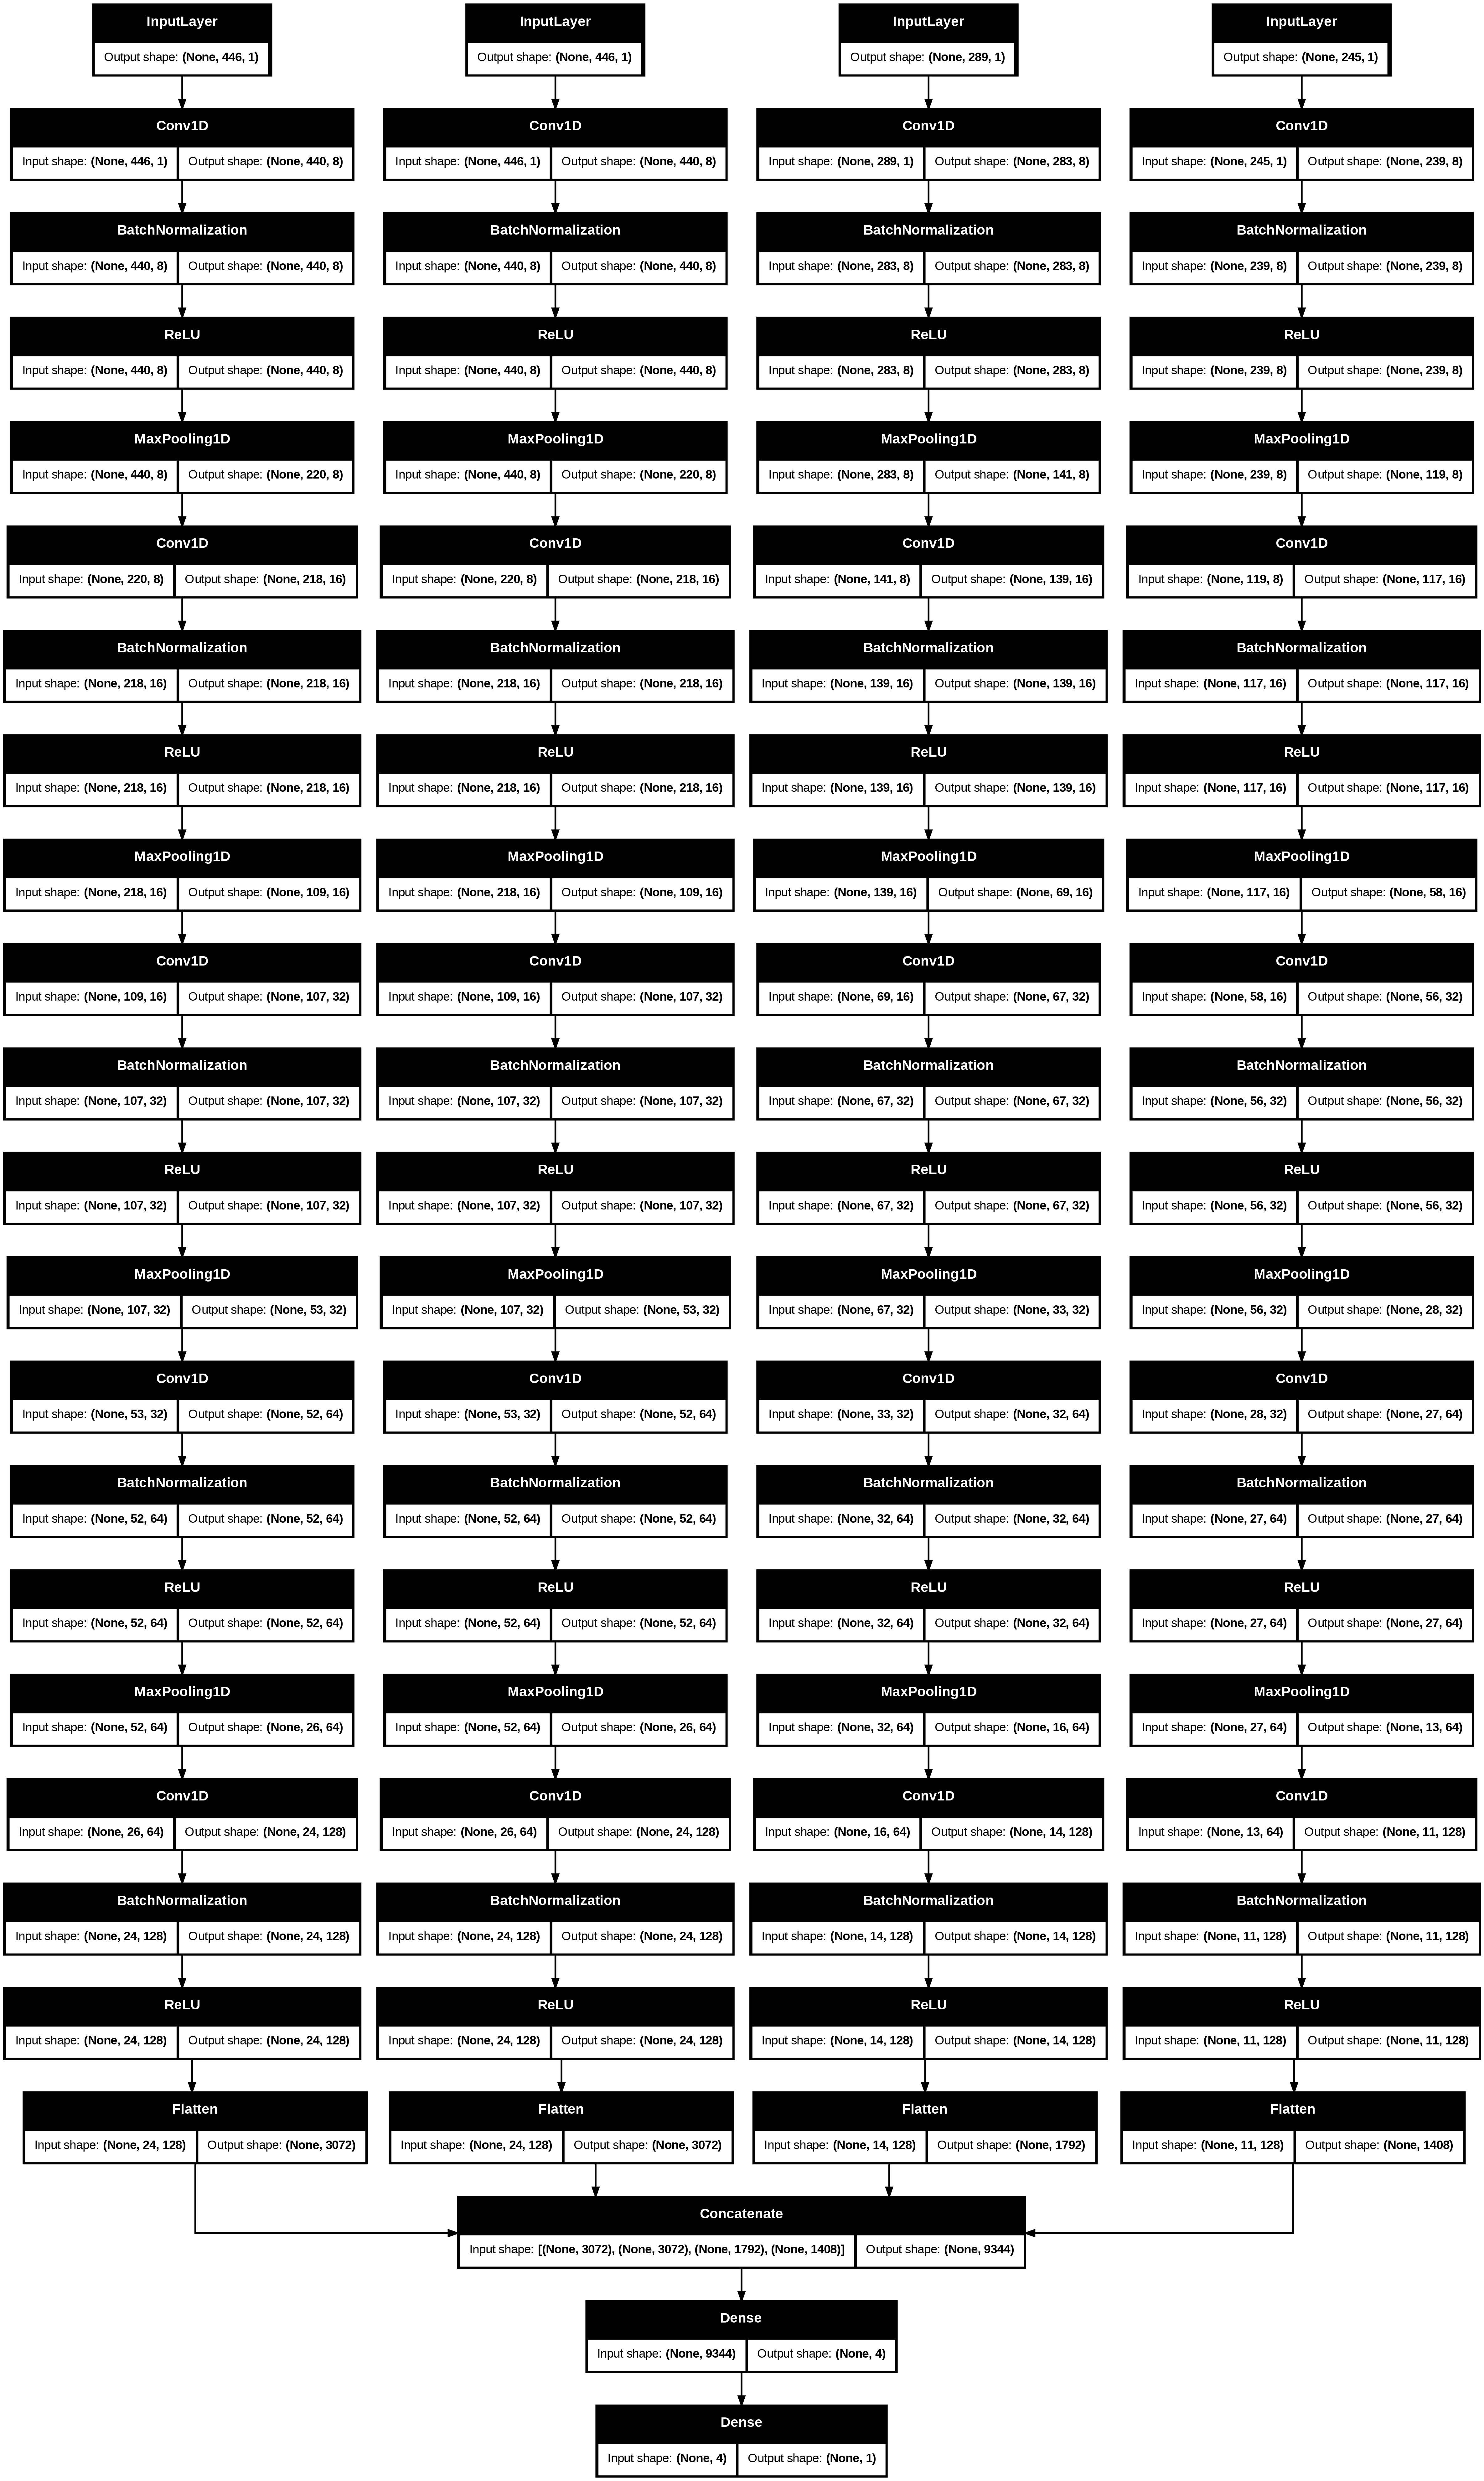 InputLayer InputLayer InputLayer InputLayer
Output shape: (None, 446, 1) Output shape: (None, 446, 1) Output shape: (None, 289, 1) Output shape: (None, 245, 1)
Conv1D Conv1D Conv1D Conv1D
Input shape: (None, 446, 1) Output shape: (None, 440, 8) Input shape: (None, 446, 1) Output shape: (None, 440, 8) Input shape: (None, 289, 1) Output shape: (None, 283, 8) Input shape: (None, 245, 1) Output shape: (None, 239, 8)
BatchNormalization BatchNormalization BatchNormalization BatchNormalization
Input shape: (None, 440, 8) Output shape: (None, 440, 8) Input shape: (None, 440, 8) Output shape: (None, 440, 8) Input shape: (None, 283, 8) Output shape: (None, 283, 8) Input shape: (None, 239, 8) Output shape: (None, 239, 8)
ReLU ReLU ReLU ReLU
Input shape: (None, 440, 8) Output shape: (None, 440, 8) Input shape: (None, 440, 8) Output shape: (None, 440, 8) Input shape: (None, 283, 8) Output shape: (None, 283, 8) Input shape: (None, 239, 8) Output shape: (None, 239, 8)
MaxPooling1D MaxPooling1D MaxPooling1D MaxPooling1D
Input shape: (None, 440, 8) Output shape: (None, 220, 8) Input shape: (None, 440, 8) Output shape: (None, 220, 8) Input shape: (None, 283, 8) Output shape: (None, 141, 8) Input shape: (None, 239, 8) Output shape: (None, 119, 8)
Conv1D Conv1D Conv1D Conv1D
Input shape: (None, 220, 8) Output shape: (None, 218, 16) Input shape: (None, 220, 8) Output shape: (None, 218, 16) Input shape: (None, 141, 8) Output shape: (None, 139, 16) Input shape: (None, 119, 8) Output shape: (None, 117, 16)
BatchNormalization BatchNormalization BatchNormalization BatchNormalization
Input shape: (None, 218, 16) Output shape: (None, 218, 16) Input shape: (None, 218, 16) Output shape: (None, 218, 16) Input shape: (None, 139, 16) Output shape: (None, 139, 16) Input shape: (None, 117, 16) Output shape: (None, 117, 16)
ReLU ReLU ReLU ReLU
Input shape: (None, 218, 16) Output shape: (None, 218, 16) Input shape: (None, 218, 16) Output shape: (None, 218, 16) Input shape: (None, 139, 16) Output shape: (None, 139, 16) Input shape: (None, 117, 16) Output shape: (None, 117, 16)
MaxPooling1D MaxPooling1D MaxPooling1D MaxPooling1D
Input shape: (None, 218, 16) Output shape: (None, 109, 16) Input shape: (None, 218, 16) Output shape: (None, 109, 16) Input shape: (None, 139, 16) Output shape: (None, 69, 16) Input shape: (None, 117, 16) Output shape: (None, 58, 16)
Conv1D Conv1D Conv1D Conv1D
Input shape: (None, 109, 16) Output shape: (None, 107, 32) Input shape: (None, 109, 16) Output shape: (None, 107, 32) Input shape: (None, 69, 16) Output shape: (None, 67, 32) Input shape: (None, 58, 16) Output shape: (None, 56, 32)
BatchNormalization BatchNormalization BatchNormalization BatchNormalization
Input shape: (None, 107, 32) Output shape: (None, 107, 32) Input shape: (None, 107, 32) Output shape: (None, 107, 32) Input shape: (None, 67, 32) Output shape: (None, 67, 32) Input shape: (None, 56, 32) Output shape: (None, 56, 32)
ReLU ReLU ReLU ReLU
Input shape: (None, 107, 32) Output shape: (None, 107, 32) Input shape: (None, 107, 32) Output shape: (None, 107, 32) Input shape: (None, 67, 32) Output shape: (None, 67, 32) Input shape: (None, 56, 32) Output shape: (None, 56, 32)
MaxPooling1D MaxPooling1D MaxPooling1D MaxPooling1D
Input shape: (None, 107, 32) Output shape: (None, 53, 32) Input shape: (None, 107, 32) Output shape: (None, 53, 32) Input shape: (None, 67, 32) Output shape: (None, 33, 32) Input shape: (None, 56, 32) Output shape: (None, 28, 32)
Conv1D Conv1D Conv1D Conv1D
Input shape: (None, 53, 32) Output shape: (None, 52, 64) Input shape: (None, 53, 32) Output shape: (None, 52, 64) Input shape: (None, 33, 32) Output shape: (None, 32, 64) Input shape: (None, 28, 32) Output shape: (None, 27, 64)
BatchNormalization BatchNormalization BatchNormalization BatchNormalization
Input shape: (None, 52, 64) Output shape: (None, 52, 64) Input shape: (None, 52, 64) Output shape: (None, 52, 64) Input shape: (None, 32, 64) Output shape: (None, 32, 64) Input shape: (None, 27, 64) Output shape: (None, 27, 64)
ReLU ReLU ReLU ReLU
Input shape: (None, 52, 64) Output shape: (None, 52, 64) Input shape: (None, 52, 64) Output shape: (None, 52, 64) Input shape: (None, 32, 64) Output shape: (None, 32, 64) Input shape: (None, 27, 64) Output shape: (None, 27, 64)
MaxPooling1D MaxPooling1D MaxPooling1D MaxPooling1D
Input shape: (None, 52, 64) Output shape: (None, 26, 64) Input shape: (None, 52, 64) Output shape: (None, 26, 64) Input shape: (None, 32, 64) Output shape: (None, 16, 64) Input shape: (None, 27, 64) Output shape: (None, 13, 64)
Conv1D Conv1D Conv1D Conv1D
Input shape: (None, 26, 64) Output shape: (None, 24, 128) Input shape: (None, 26, 64) Output shape: (None, 24, 128) Input shape: (None, 16, 64) Output shape: (None, 14, 128) Input shape: (None, 13, 64) Output shape: (None, 11, 128)
BatchNormalization BatchNormalization BatchNormalization BatchNormalization
Input shape: (None, 24, 128) Output shape: (None, 24, 128) Input shape: (None, 24, 128) Output shape: (None, 24, 128) Input shape: (None, 14, 128) Output shape: (None, 14, 128) Input shape: (None, 11, 128) Output shape: (None, 11, 128)
ReLU ReLU ReLU ReLU
Input shape: (None, 24, 128) Output shape: (None, 24, 128) Input shape: (None, 24, 128) Output shape: (None, 24, 128) Input shape: (None, 14, 128) Output shape: (None, 14, 128) Input shape: (None, 11, 128) Output shape: (None, 11, 128)
Flatten Flatten Flatten Flatten
Input shape: (None, 24, 128) Output shape: (None, 3072) Input shape: (None, 24, 128) Output shape: (None, 3072) Input shape: (None, 14, 128) Output shape: (None, 1792) Input shape: (None, 11, 128) Output shape: (None, 1408)
Concatenate
Input shape: [(None, 3072), (None, 3072), (None, 1792), (None, 1408)] Output shape: (None, 9344)
Dense
Input shape: (None, 9344) Output shape: (None, 4)
Dense
Input shape: (None, 4) Output shape: (None, 1)